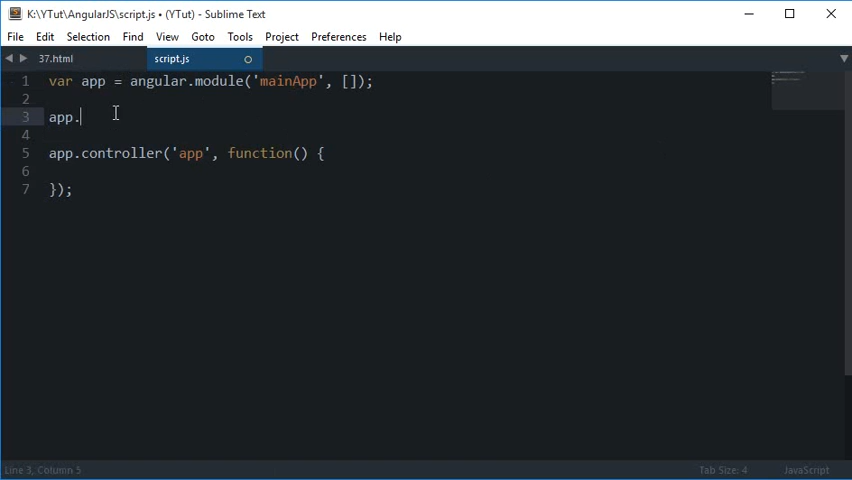 K:\YTut\AngularJS\script.js • (YTut) - Sublime Text
File Edit Selection Find View Goto Tools Project Preferences Help
37.html script.js
1 var app = angular.module('mainApp', []);
2
3 app.
4
5 app.controller('app', function() {
6
7 });
Line 3, Column 5 Tab Size: 4 JavaScript